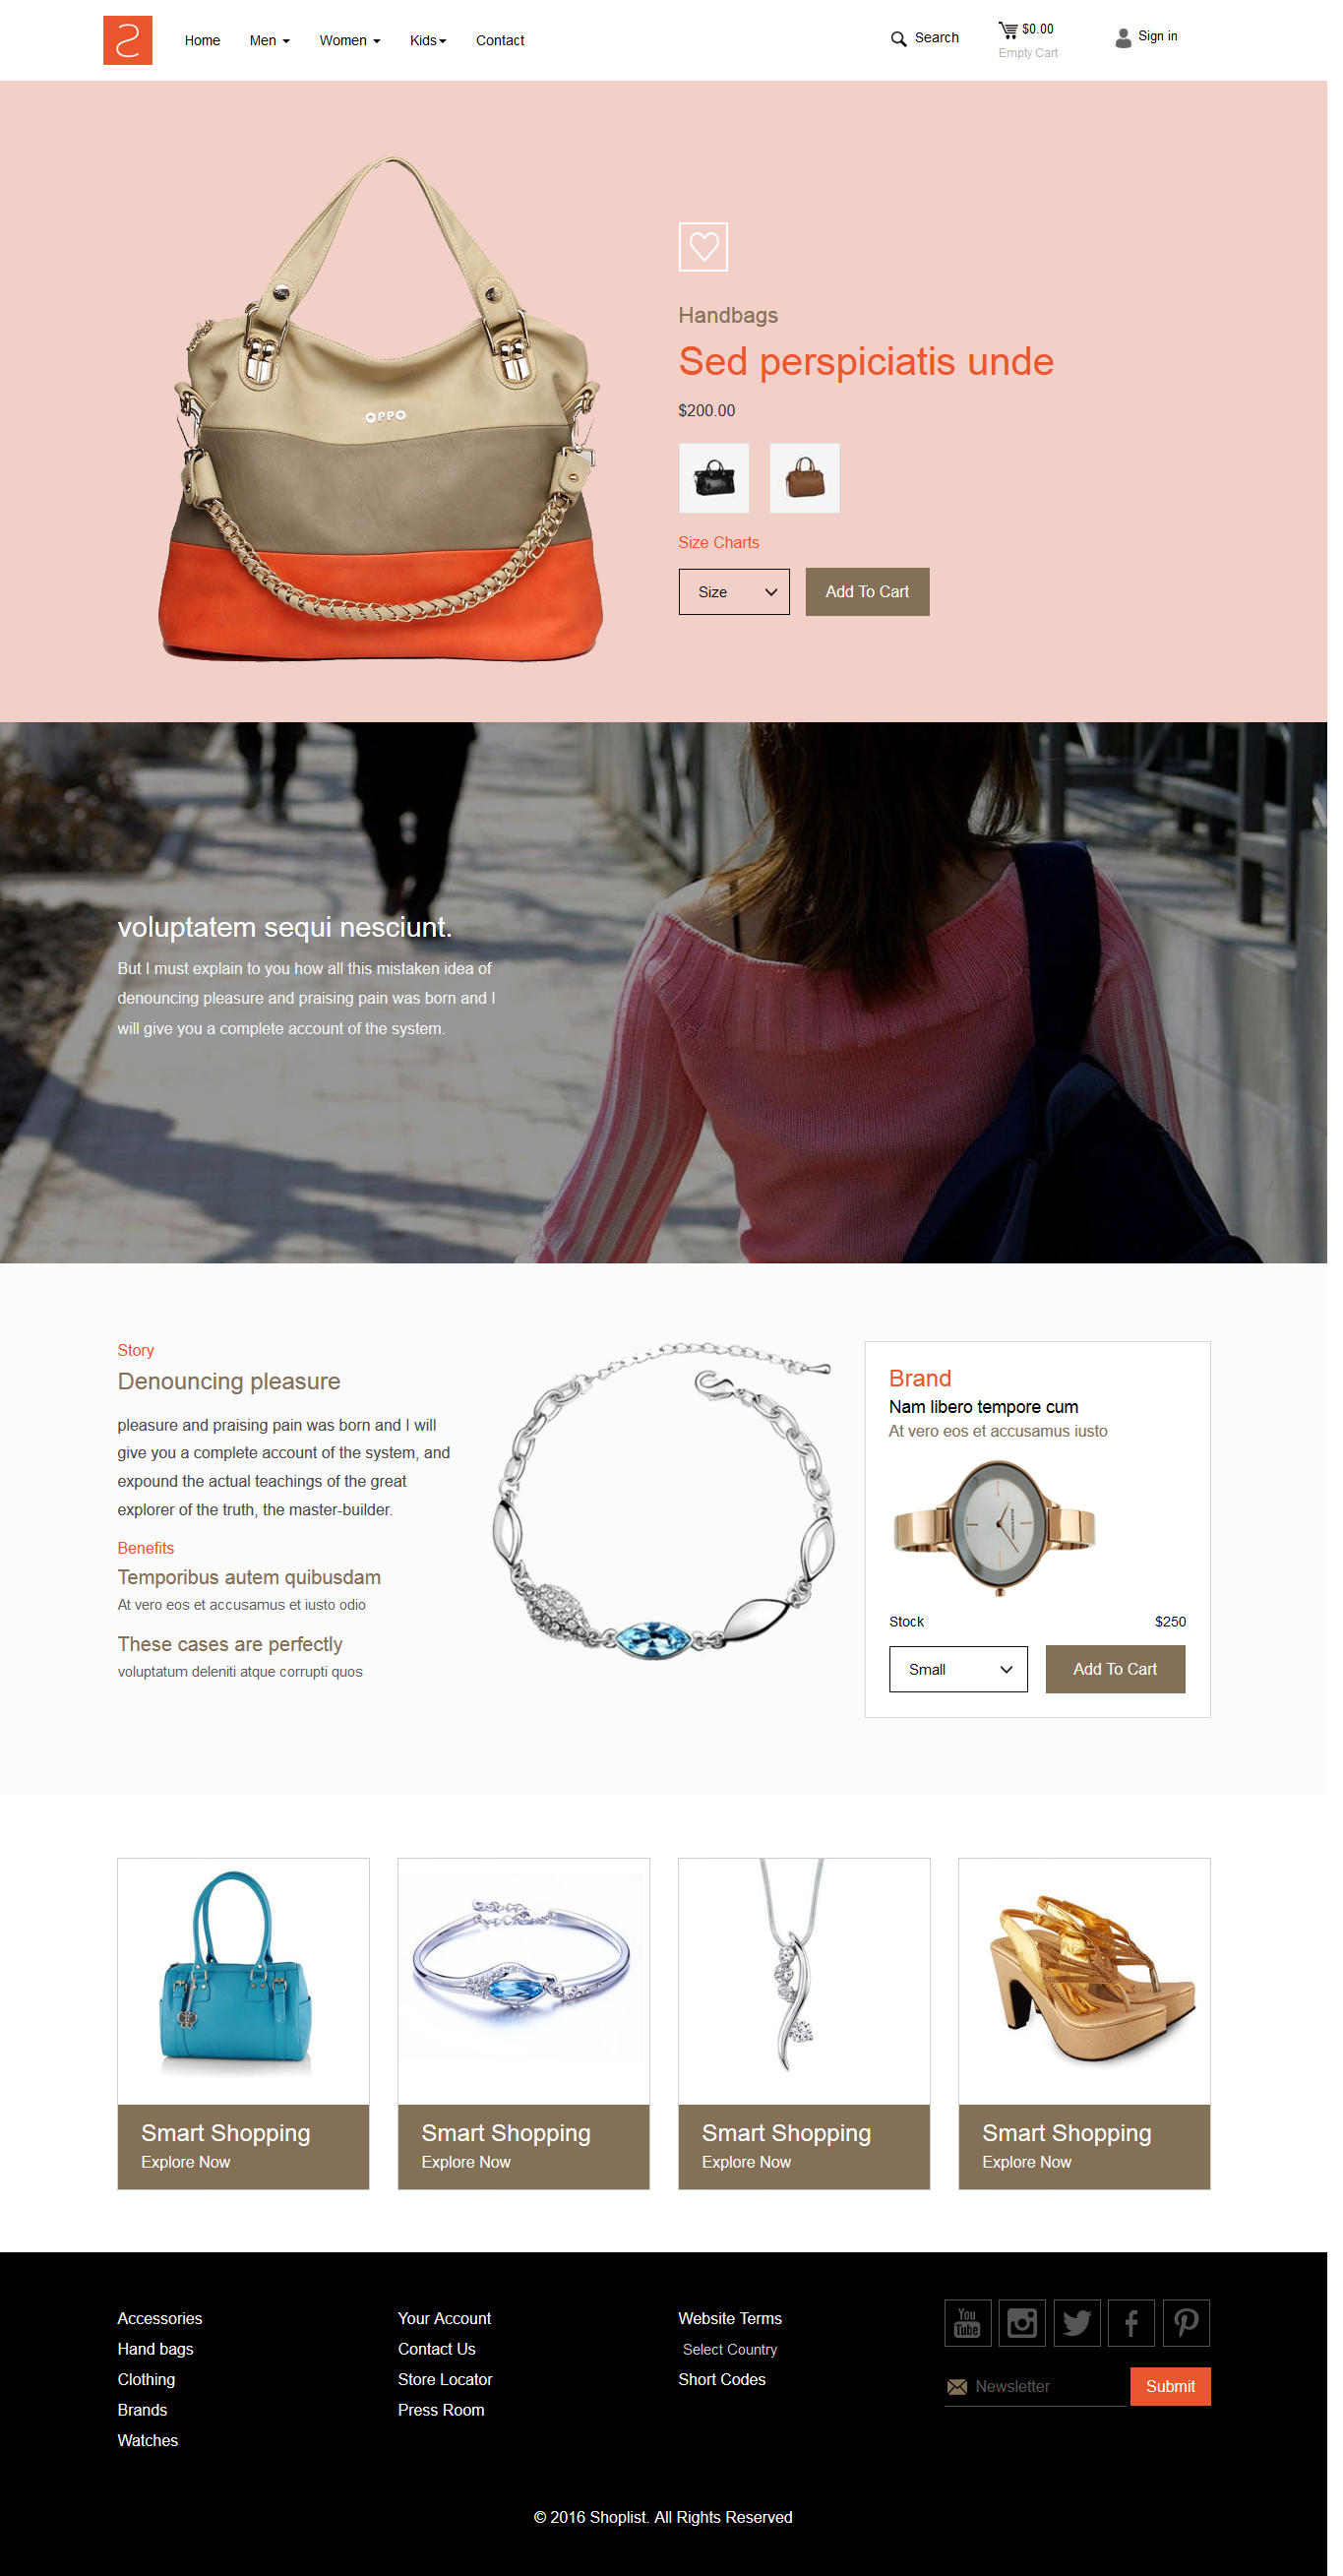 Home Men Women Kids Contact Search $0.00 Sign in
Empty Cart
OPPO
Handbags
Sed perspiciatis unde
$200.00
Size Charts
Size Add To Cart
voluptatem sequi nesciunt.
But I must explain to you how all this mistaken idea of
denouncing pleasure and praising pain was born and I
will give you a complete account of the system.
Story
Denouncing pleasure
pleasure and praising pain was born and I will
give you a complete account of the system, and
expound the actual teachings of the great
explorer of the truth, the master-builder.
Benefits
Temporibus autem quibusdam
At vero eos et accusamus et iusto odio
These cases are perfectly
voluptatum deleniti atque corrupti quos
Brand
Nam libero tempore cum
At vero eos et accusamus iusto
Stock $250
Small Add To Cart
Smart Shopping
Explore Now
Smart Shopping
Explore Now
Smart Shopping
Explore Now
Smart Shopping
Explore Now
Accessories
Hand bags
Clothing
Brands
Watches
Your Account
Contact Us
Store Locator
Press Room
Website Terms
Select Country
Short Codes
You
Tube
Newsletter Submit
© 2016 Shoplist. All Rights Reserved